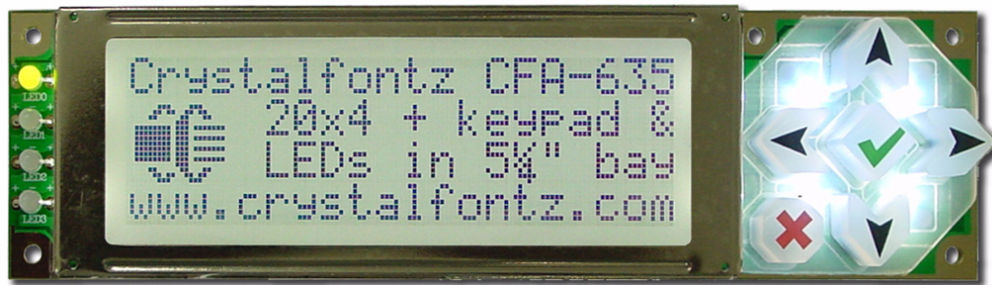 Crystalfontz CFA-635
20x4 + keypad &
LEDs in 5¼" bay
www.crystalfontz.com
LED0
LED1
LED2
LED3